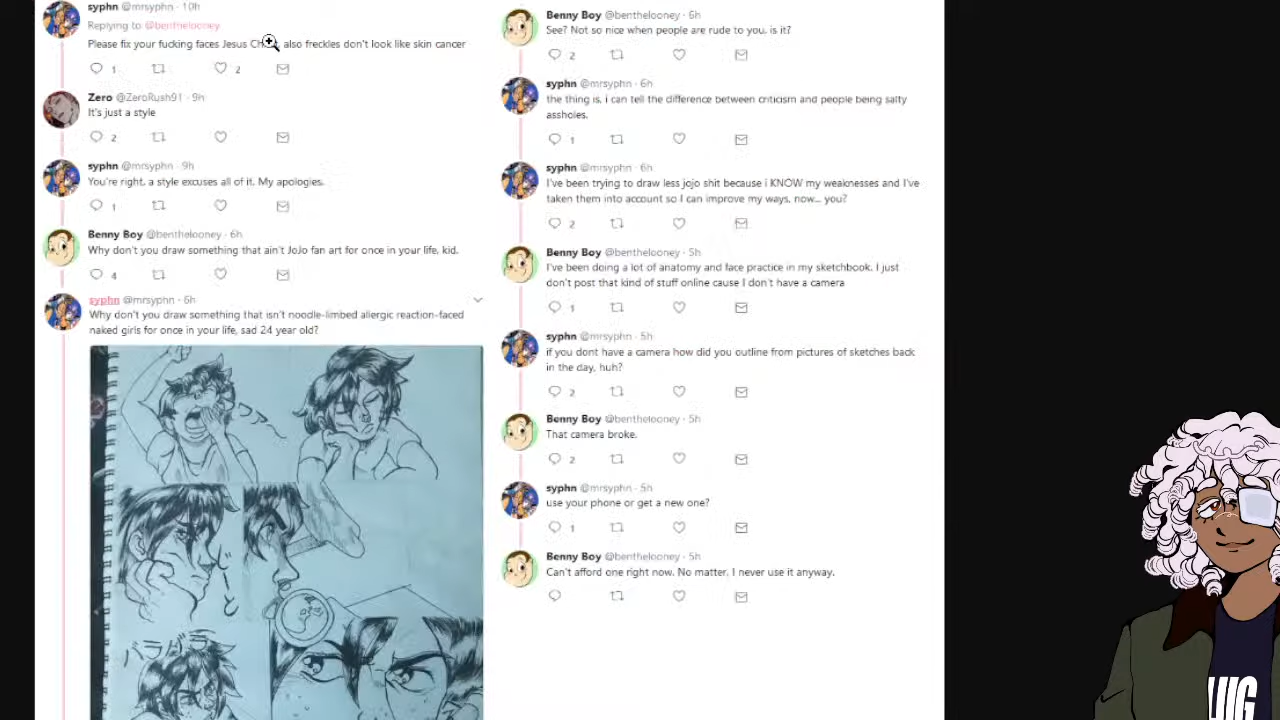 syphn @mrsyphn · 10h
Replying to @benthelooney
Please fix your fucking faces Jesus Ch also freckles don't look like skin cancer
1 2
Zero @ZeroRush91 · 9h
It's just a style
2
syphn @mrsyphn · 9h
You're right, a style excuses all of it. My apologies.
1
Benny Boy @benthelooney · 6h
Why don't you draw something that ain't JoJo fan art for once in your life, kid.
4
syphn @mrsyphn · 6h
Why don't you draw something that isn't noodle-limbed allergic reaction-faced
naked girls for once in your life, sad 24 year old?
Benny Boy @benthelooney · 6h
See? Not so nice when people are rude to you, is it?
2
syphn @mrsyphn · 6h
the thing is, i can tell the difference between criticism and people being salty
assholes.
1
syphn @mrsyphn · 6h
I've been trying to draw less jojo shit because i KNOW my weaknesses and I've
taken them into account so I can improve my ways, now... you?
2
Benny Boy @benthelooney · 5h
I've been doing a lot of anatomy and face practice in my sketchbook. I just
don't post that kind of stuff online cause I don't have a camera
1
syphn @mrsyphn · 5h
if you dont have a camera how did you outline from pictures of sketches back
in the day, huh?
2
Benny Boy @benthelooney · 5h
That camera broke.
2
syphn @mrsyphn · 5h
use your phone or get a new one?
1
Benny Boy @benthelooney · 5h
Can't afford one right now. No matter, I never use it anyway.